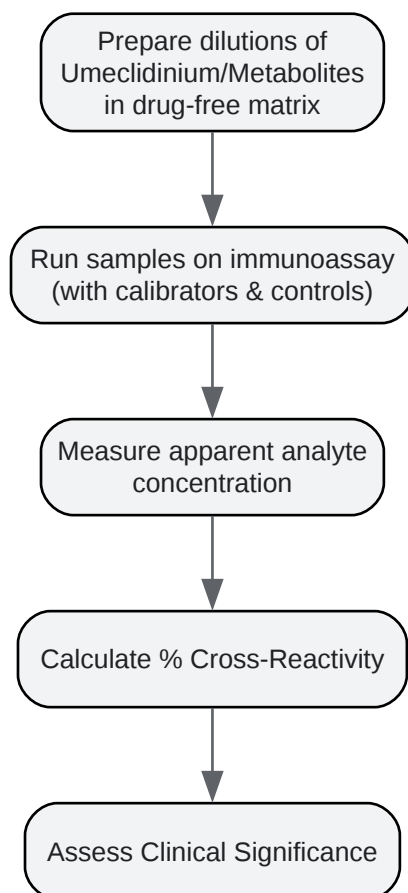 Prepare dilutions of
Umeclidinium/Metabolites
in drug-free matrix
Run samples on immunoassay
(with calibrators & controls)
Measure apparent analyte
concentration
Calculate % Cross-Reactivity
Assess Clinical Significance